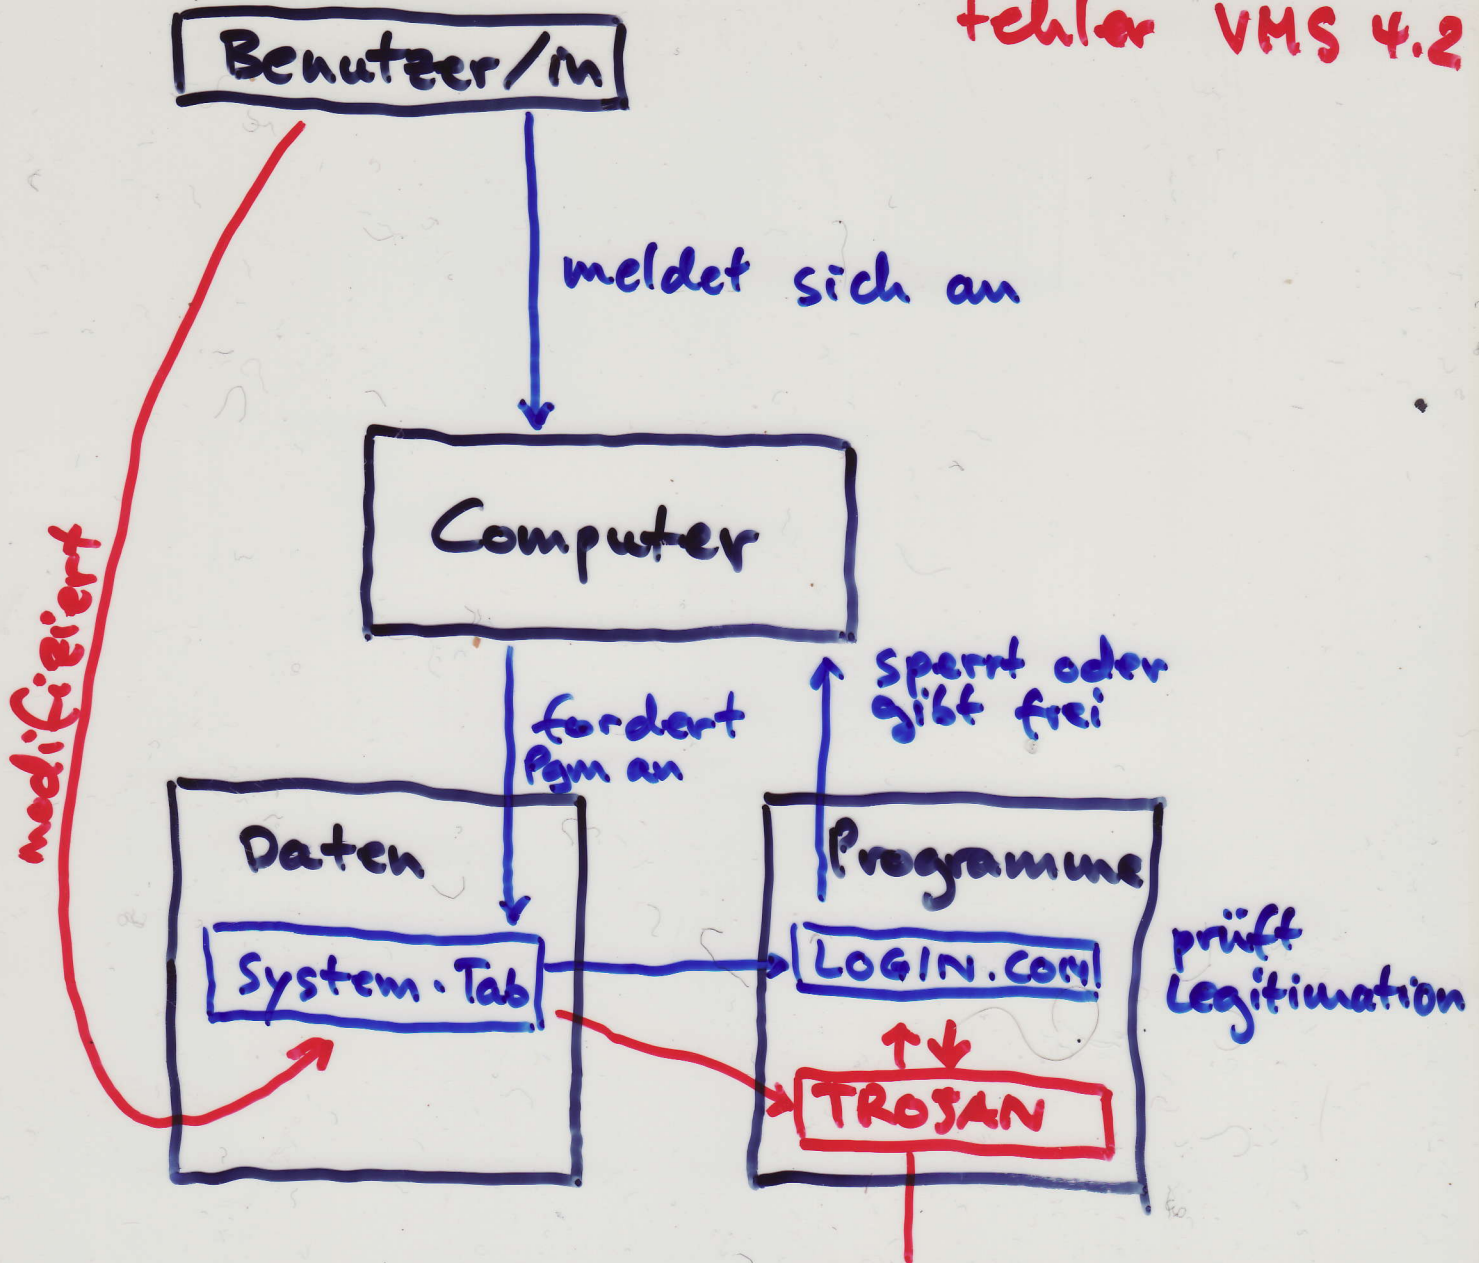 Fehler VMS 4.2
Benutzer/in
meldet sich an
Computer
modifiziert
sperrt oder
gibt frei
fordert
Pgm an
Daten
Programme
System.Tab
LOGIN.COM
prüft
Legitimation
TROJAN